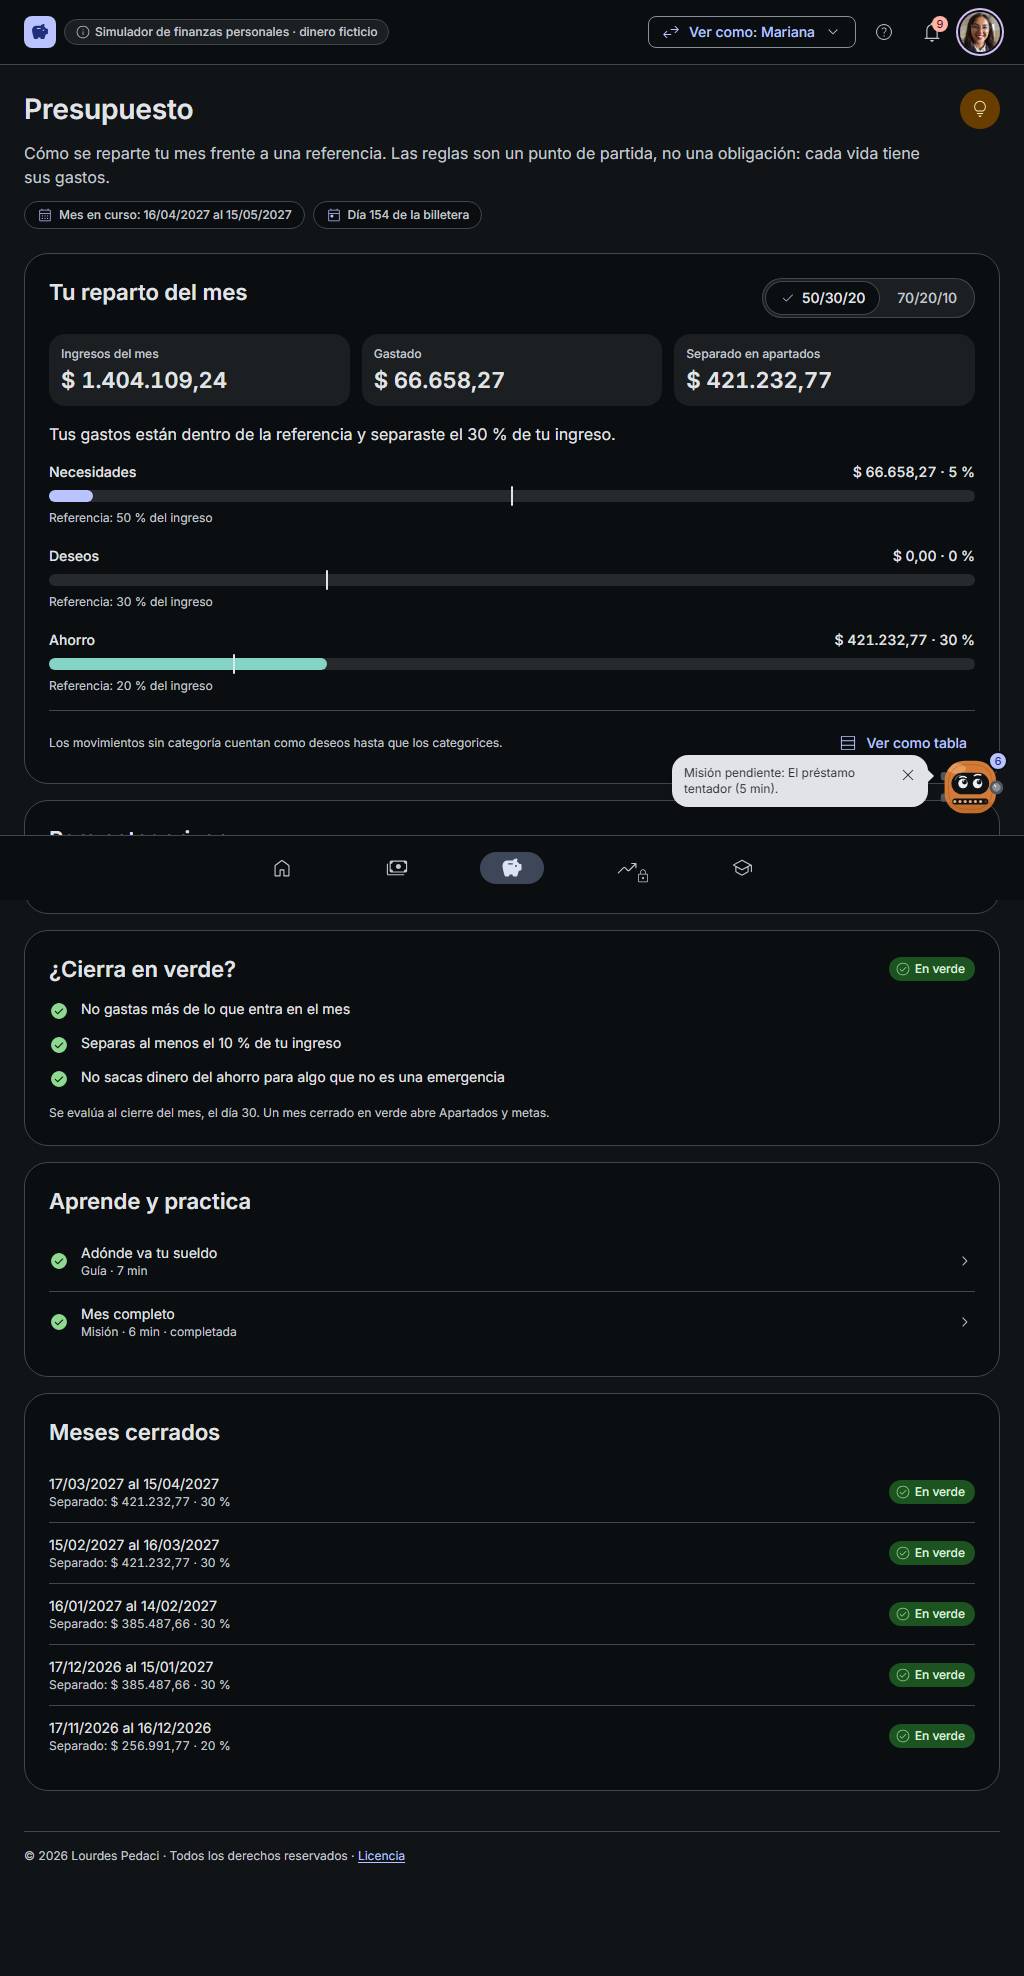 Simulador de finanzas personales · dinero ficticio
Ver como: Mariana
9
Presupuesto
Cómo se reparte tu mes frente a una referencia. Las reglas son un punto de partida, no una obligación: cada vida tiene
sus gastos.
Mes en curso: 16/04/2027 al 15/05/2027
Día 154 de la billetera
Tu reparto del mes
50/30/20
70/20/10
Ingresos del mes
$ 1.404.109,24
Gastado
$ 66.658,27
Separado en apartados
$ 421.232,77
Tus gastos están dentro de la referencia y separaste el 30 % de tu ingreso.
Necesidades
$ 66.658,27 · 5 %
Referencia: 50 % del ingreso
Deseos
$ 0,00 · 0 %
Referencia: 30 % del ingreso
Ahorro
$ 421.232,77 · 30 %
Referencia: 20 % del ingreso
Los movimientos sin categoría cuentan como deseos hasta que los categorices.
Ver como tabla
Misión pendiente: El préstamo
tentador (5 min).
6
¿Cierra en verde?
En verde
No gastas más de lo que entra en el mes
Separas al menos el 10 % de tu ingreso
No sacas dinero del ahorro para algo que no es una emergencia
Se evalúa al cierre del mes, el día 30. Un mes cerrado en verde abre Apartados y metas.
Aprende y practica
Adónde va tu sueldo
Guía · 7 min
Mes completo
Misión · 6 min · completada
Meses cerrados
17/03/2027 al 15/04/2027
Separado: $ 421.232,77 · 30 %
En verde
15/02/2027 al 16/03/2027
Separado: $ 421.232,77 · 30 %
En verde
16/01/2027 al 14/02/2027
Separado: $ 385.487,66 · 30 %
En verde
17/12/2026 al 15/01/2027
Separado: $ 385.487,66 · 30 %
En verde
17/11/2026 al 16/12/2026
Separado: $ 256.991,77 · 20 %
En verde
© 2026 Lourdes Pedaci · Todos los derechos reservados · Licencia